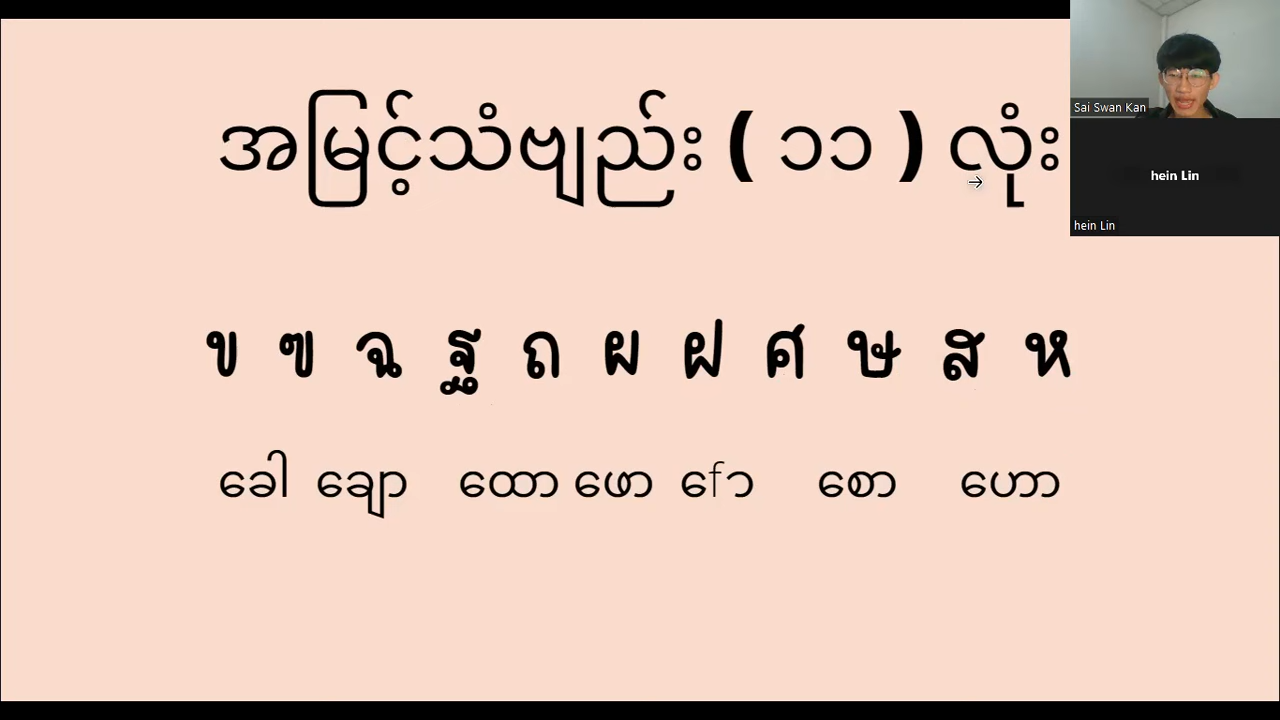 အမြင့်သံဗျည်း ( ၁၁ ) လုံး
ข ฃ ฉ ฐ ถ ผ ฝ ศ ษ ส ห
ခေါ ချော ထော ဖော fော စော ဟော
Sai Swan Kan
hein Lin
hein Lin